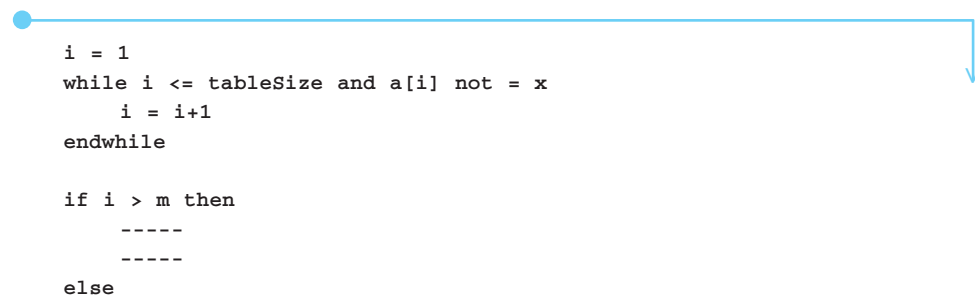 i = 1
while i <= tableSize and a[i] not = x
i = i+1
endwhile
if i > m then
-----
-----
else